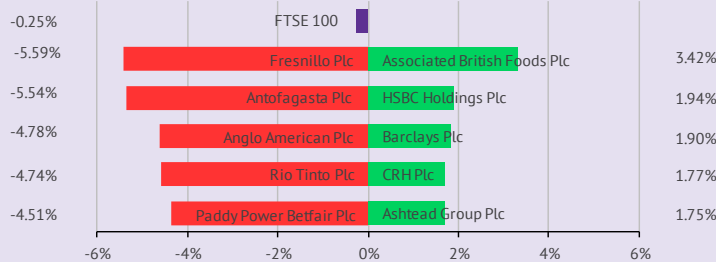 -0.25% FTSE 100
-5.59% Fresnillo Plc Associated British Foods Plc 3.42%
-5.54% Antofagasta Plc HSBC Holdings Plc 1.94%
-4.78% Anglo American Plc Barclays Plc 1.90%
-4.74% Rio Tinto Plc CRH Plc 1.77%
-4.51% Paddy Power Betfair Plc Ashtead Group Plc 1.75%
-6% -4% -2% 0% 2% 4% 6%